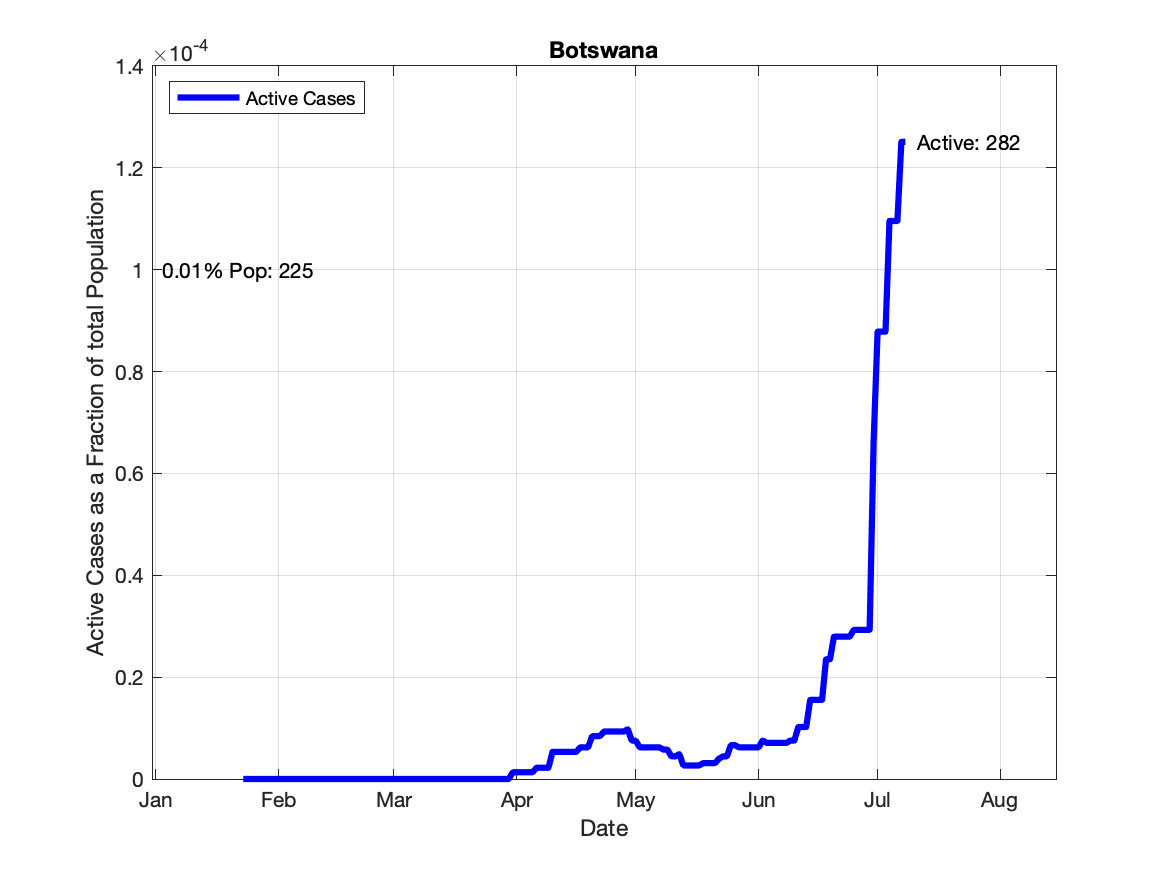 Botswana
×10-4
1.4
1.2
1
0.8
0.6
0.4
0.2
0
Active Cases
Active: 282
0.01% Pop: 225
Active Cases as a Fraction of total Population
Jan Feb Mar Apr May Jun Jul Aug
Date